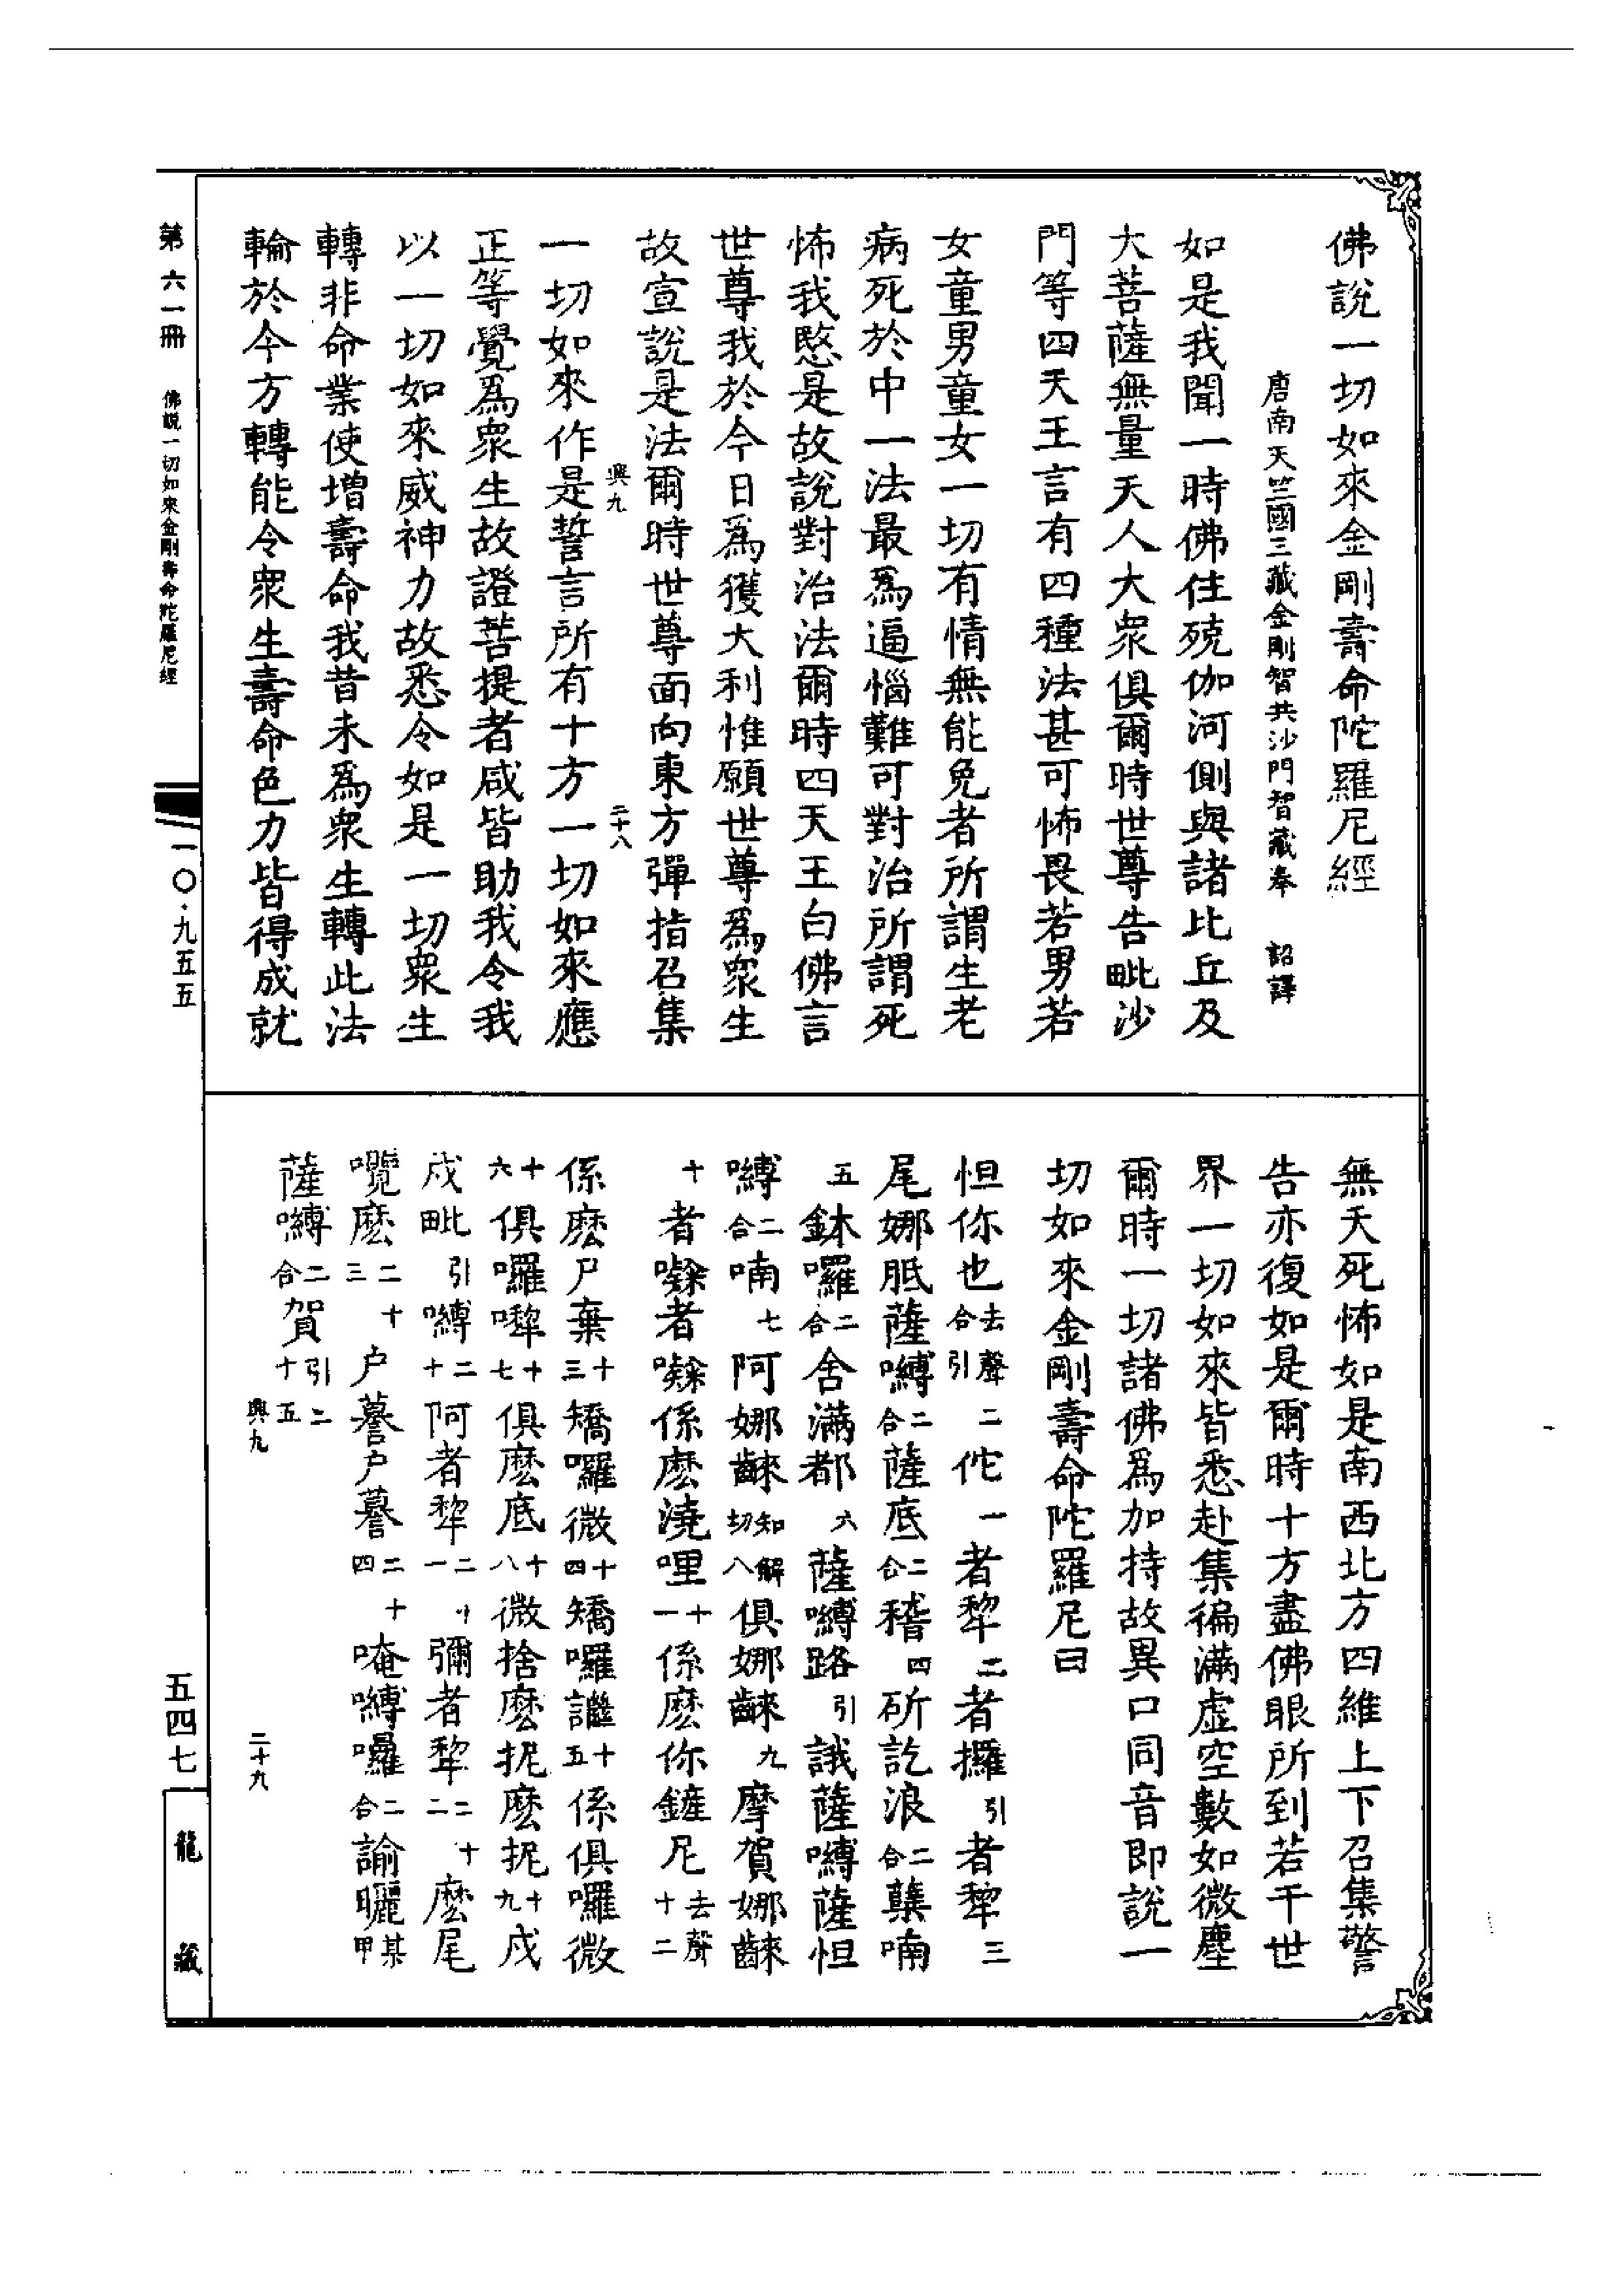 佛說一切如來金剛壽命陀羅尼經
唐南天竺國三藏金剛智共沙門智藏奉 詔譯
如是我聞一時佛住殑伽河側與諸比丘及
大菩薩無量天人大衆俱爾時世尊告毗沙
門等四天王言有四種法甚可怖畏若男若
女童男童女一切有情無能免者所謂生老
病死於中一法最爲逼惱難可對治所謂死
怖我愍是故說對治法爾時四天王白佛言
世尊我於今日爲獲大利惟願世尊爲衆生
故宣說是法爾時世尊面向東方彈指召集
興九 二十八
一切如來作是誓言所有十方一切如來應
正等覺爲衆生故證菩提者咸皆助我令我
以一切如來威神力故悉令如是一切衆生
轉非命業使增壽命我昔未爲衆生轉此法
輪於今方轉能令衆生壽命色力皆得成就
無夭死怖如是南西北方四維上下召集警
告亦復如是爾時十方盡佛眼所到若干世
界一切如來皆悉赴集徧滿虛空數如微塵
爾時一切諸佛爲加持故異口同音即說一
切如來金剛壽命陀羅尼曰
怛你也去聲合引二佗一者犂二者攞引者犂三
尾娜胝薩嚩二合薩底二合稽四斫訖浪二合蘖喃
五鉢囉二合舍滿都六薩嚩路引誐薩嚩薩怛
嚩二合喃七阿娜䶛知解切八俱娜䶛九摩賀娜䶛
十者㘑者㘑係麽澆哩十一係麽你鏟尼去聲十二
係麽尸棄十三矯囉微十四矯囉讔十五係俱囉微
十六俱囉犂十七俱麽底十八微捨麽抳麽抳十九戍
戍毗引嚩二十阿者犂二十一彌者犂二十二麽尾
嚂麽二十三户謩户謩二十四唵嚩囉二合諭曬某甲
薩嚩二合賀引二十五
興九 二十九
第六一冊 佛説一切如來金剛壽命陀羅尼經
一〇·九五五
五四七
龍藏